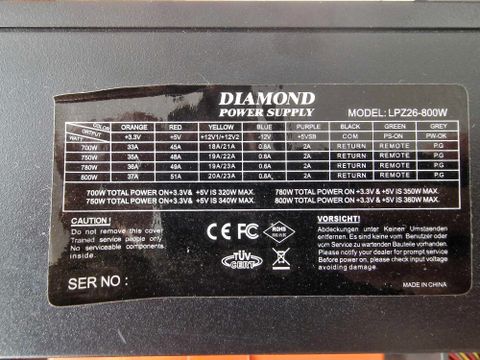 DIAMOND
POWER SUPPLY
MODEL: LPZ26-800W
COLOR ORANGE RED YELLOW BLUE PURPLE BLACK GREEN GREY
WATT OUTPUT +3.3V +5V +12V1/+12V2 -12V +5VSB COM PS-ON PW-OK
700W 33A 45A 18A/21A 0.8A 2A RETURN REMOTE P.G
750W 35A 48A 19A/22A 0.8A 2A RETURN REMOTE P.G
780W 36A 49A 19A/23A 0.8A 2A RETURN REMOTE P.G
800W 37A 51A 20A/23A 0.8A 2A RETURN REMOTE P.G
700W TOTAL POWER ON +3.3V& +5V IS 320W MAX. 780W TOTAL POWER ON +3.3V& +5V IS 350W MAX.
750W TOTAL POWER ON +3.3V& +5V IS 340W MAX. 800W TOTAL POWER ON +3.3V& +5V IS 360W MAX.
CAUTION !
Do not remove this cover
Trained service people only
No serviceable components
inside.
CE FC RoHS
TÜV
CERT
VORSICHT!
Abdeckung unter keinen Umstaenden
entfernen. Es sind keine vom Benutzer oder
vom Service zu wartenden Bauteile vorhanden
Please notify your dealer for prompt service
Before Power on, please check input voltage
avoiding damage.
SER NO :
MADE IN CHINA